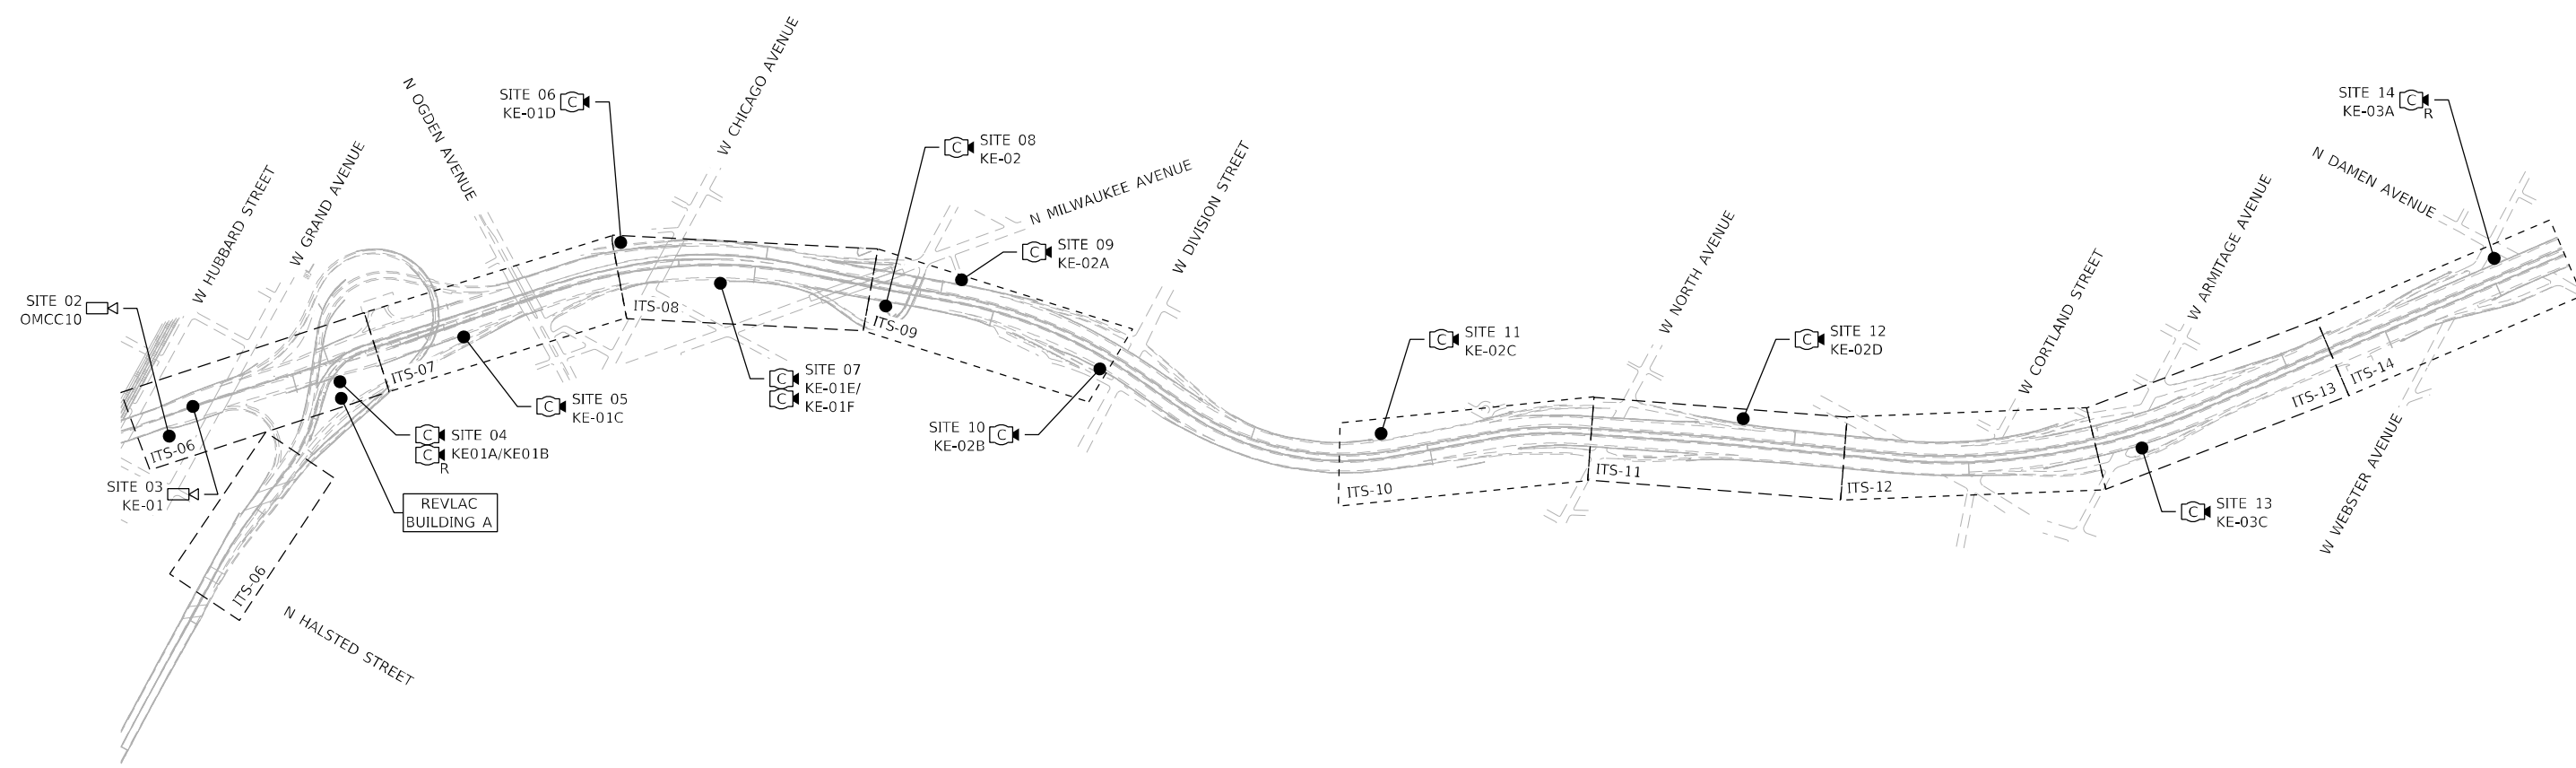 W HUBBARD STREET
W GRAND AVENUE
N OGDEN AVENUE
SITE 06
KE-01D
C
W CHICAGO AVENUE
C
SITE 08
KE-02
N MILWAUKEE AVENUE
C
SITE 09
KE-02A
W DIVISION STREET
W NORTH AVENUE
W CORTLAND STREET
W ARMITAGE AVENUE
N DAMEN AVENUE
SITE 14
KE-03A
C
R
SITE 02
OMCC10
ITS-06
ITS-07
ITS-08
ITS-09
SITE 03
KE-01
C
SITE 04
C
KE01A/KE01B
R
REVLAC
BUILDING A
C
SITE 05
KE-01C
C
SITE 07
KE-01E/
C
KE-01F
SITE 10
KE-02B
C
C
SITE 11
KE-02C
ITS-10
ITS-11
C
SITE 12
KE-02D
ITS-12
ITS-13
ITS-14
C
SITE 13
KE-03C
W WEBSTER AVENUE
ITS-06
N HALSTED STREET